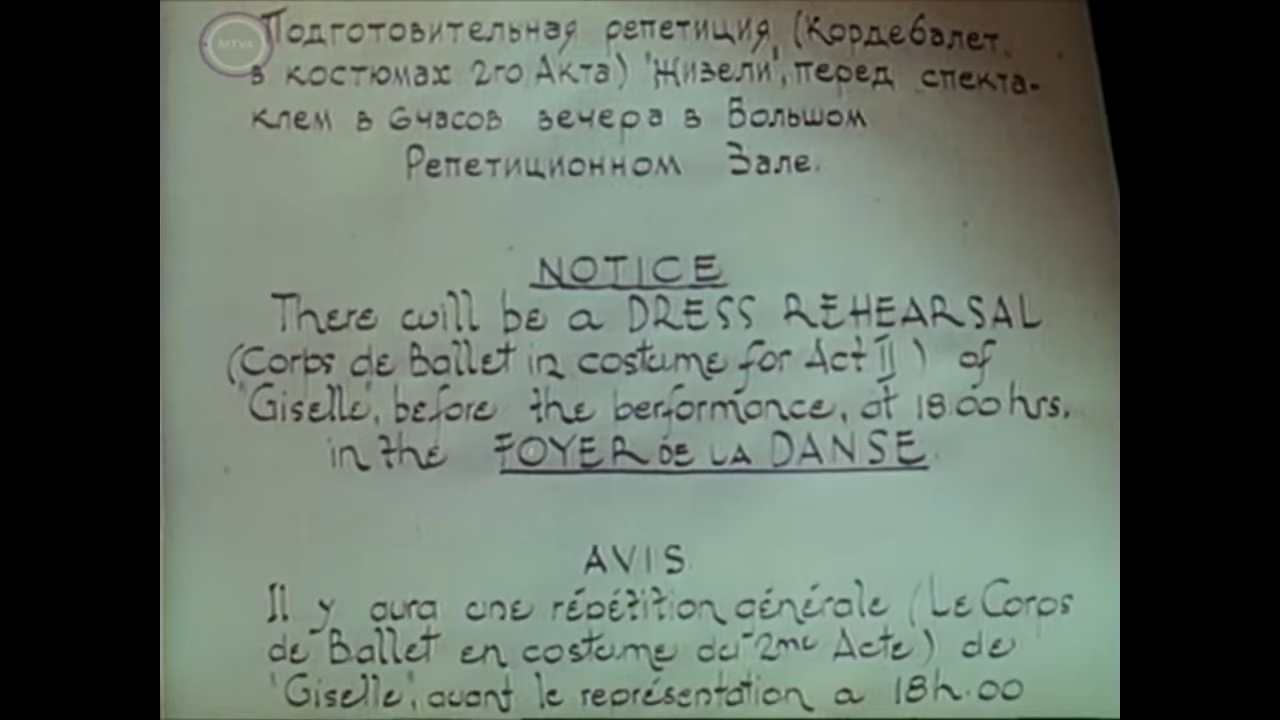 MTVA
Подготовительная репетиция (Кордебалет
в костюмах 2го Акта) 'Жизели', перед спекта-
клем в 6 часов вечера в Большом
Репетиционном Зале.
NOTICE
There will be a DRESS REHEARSAL
(Corps de Ballet in costume for Act II) of
'Giselle', before the performance, at 18.00 hrs.
in the FOYER DE LA DANSE.
AVIS
Il y aura une répétition générale (Le Corps
de Ballet en costume du 2me Acte) de
'Giselle', avant le représentation a 18h.00